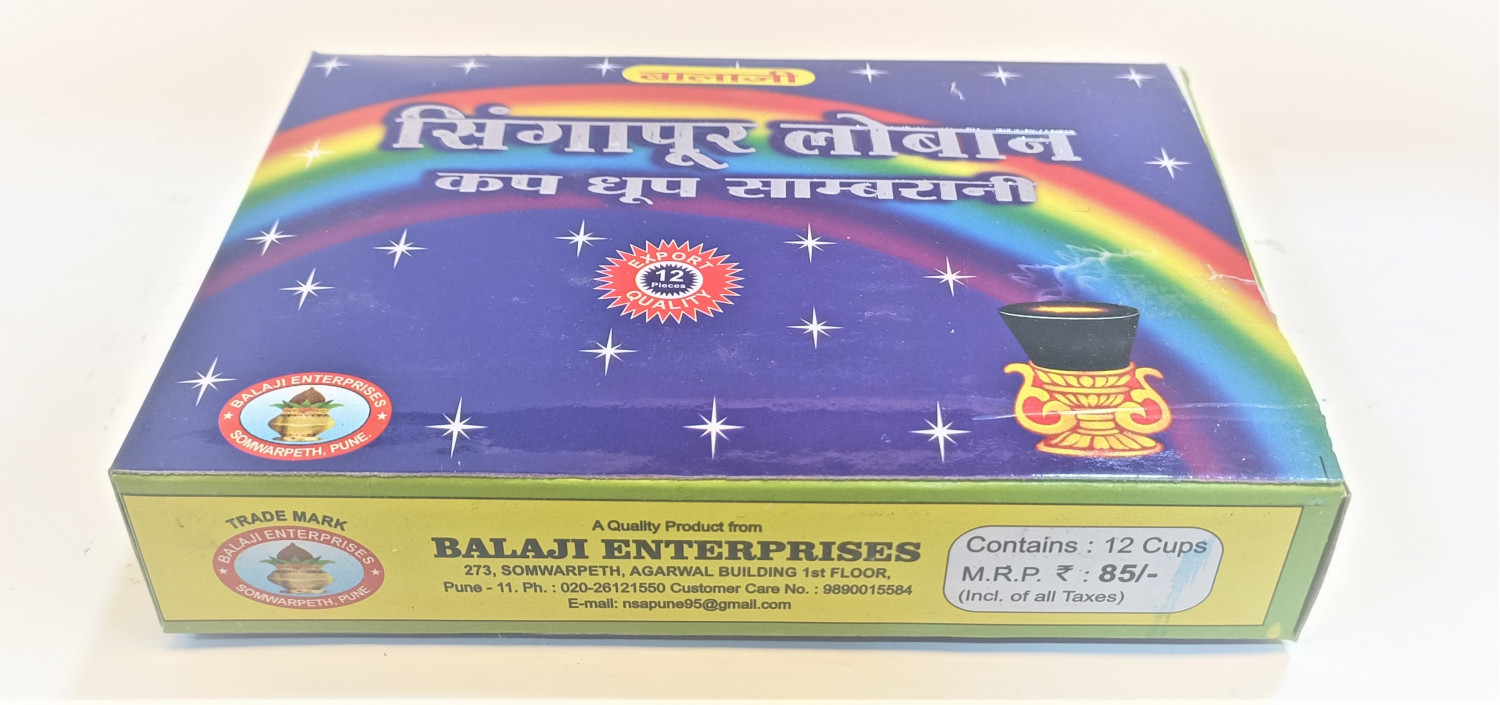 बालाजी
सिंगापूर लोबान
कप धूप साम्बरानी
EXPORT
12
Pieces
QUALITY
BALAJI ENTERPRISES
SOMWARPETH, PUNE.
TRADE MARK
BALAJI ENTERPRISES
SOMWARPETH, PUNE
A Quality Product from
BALAJI ENTERPRISES
273, SOMWARPETH, AGARWAL BUILDING 1st FLOOR,
Pune - 11. Ph. : 020-26121550 Customer Care No. : 9890015584
E-mail: nsapune95@gmail.com
Contains : 12 Cups
M.R.P. ₹ : 85/-
(Incl. of all Taxes)